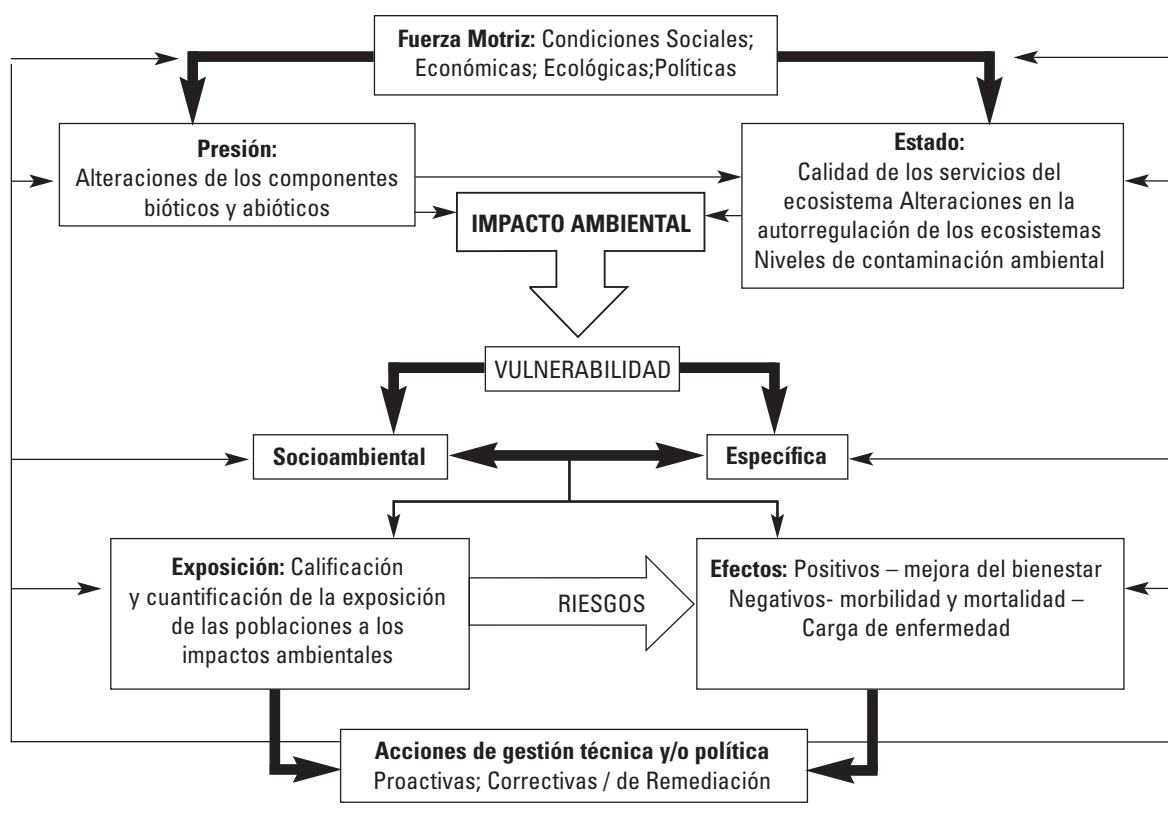 Fuerza Motriz: Condiciones Sociales;
Económicas; Ecológicas;Políticas
Presión:
Alteraciones de los componentes
bióticos y abióticos
Estado:
Calidad de los servicios del
ecosistema Alteraciones en la
autorregulación de los ecosistemas
Niveles de contaminación ambiental
IMPACTO AMBIENTAL
VULNERABILIDAD
Socioambiental
Específica
Exposición: Calificación
y cuantificación de la exposición
de las poblaciones a los
impactos ambientales
RIESGOS
Efectos: Positivos – mejora del bienestar
Negativos- morbilidad y mortalidad –
Carga de enfermedad
Acciones de gestión técnica y/o política
Proactivas; Correctivas / de Remediación